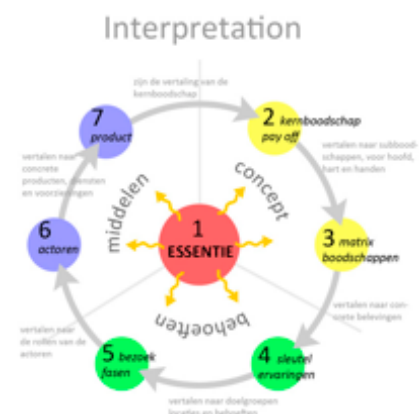 Interpretation
zijn de vertaling van de
kernboodschap
7
product
2 kernboodschap
pay off
vertalen naar subbood-
schappen, voor hoofd,
hart en handen
vertalen naar
concrete
producten, diensten
en voorzieningen
middelen
concept
1
ESSENTIE
6
actoren
3 matrix
boodschappen
behoeften
vertalen naar con-
crete belevingen
vertalen naar
de rollen van de
actoren
5 bezoek
fasen
4 sleutel
ervaringen
vertalen naar doelgroepen
locaties en behoeften